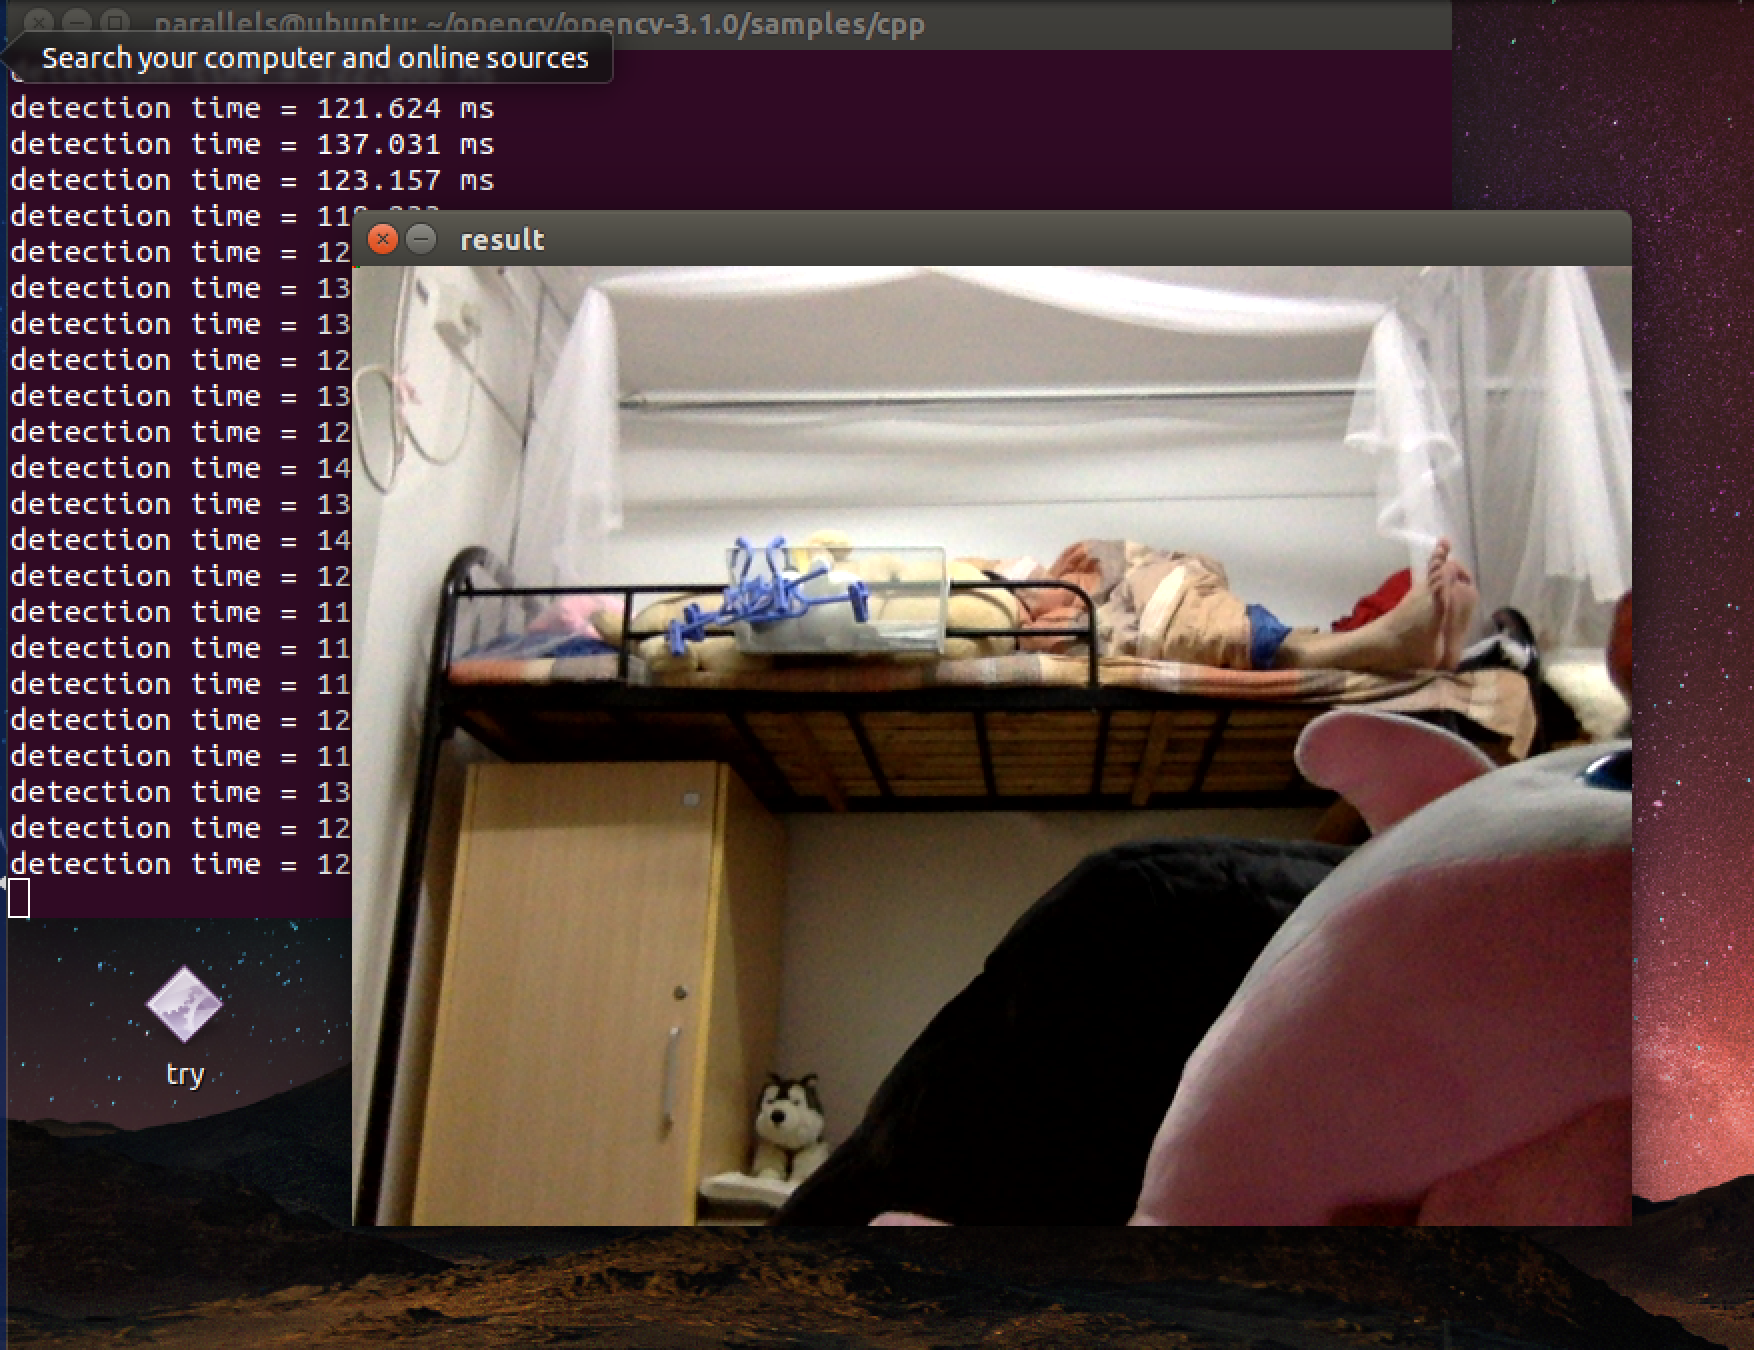 parallels@ubuntu: ~/opencv/opencv-3.1.0/samples/cpp
Search your computer and online sources
detection time = 121.624 ms
detection time = 137.031 ms
detection time = 123.157 ms
detection time = 11
detection time = 12
detection time = 13
detection time = 13
detection time = 12
detection time = 13
detection time = 12
detection time = 14
detection time = 13
detection time = 14
detection time = 12
detection time = 11
detection time = 11
detection time = 11
detection time = 12
detection time = 11
detection time = 13
detection time = 12
detection time = 12
result
try